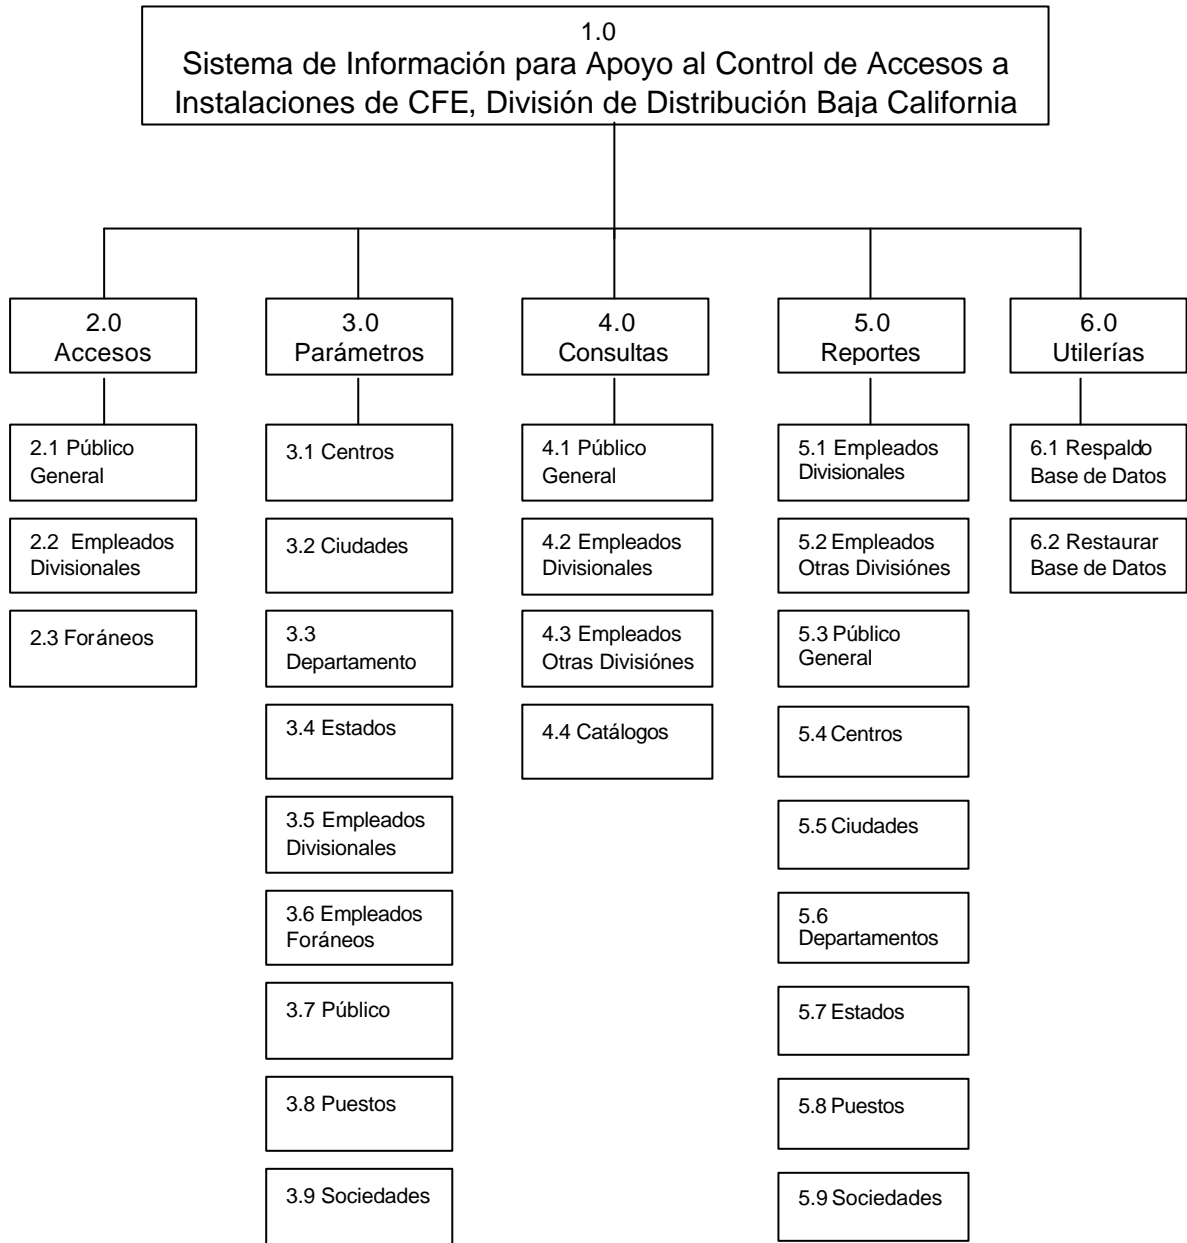 1.0
Sistema de Información para Apoyo al Control de Accesos a
Instalaciones de CFE, División de Distribución Baja California
2.0
Accesos
3.0
Parámetros
4.0
Consultas
5.0
Reportes
6.0
Utilerías
2.1 Público
General
2.2 Empleados
Divisionales
2.3 Foráneos
3.1 Centros
3.2 Ciudades
3.3
Departamento
3.4 Estados
3.5 Empleados
Divisionales
3.6 Empleados
Foráneos
3.7 Público
3.8 Puestos
3.9 Sociedades
4.1 Público
General
4.2 Empleados
Divisionales
4.3 Empleados
Otras Divisiónes
4.4 Catálogos
5.1 Empleados
Divisionales
5.2 Empleados
Otras Divisiónes
5.3 Público
General
5.4 Centros
5.5 Ciudades
5.6
Departamentos
5.7 Estados
5.8 Puestos
5.9 Sociedades
6.1 Respaldo
Base de Datos
6.2 Restaurar
Base de Datos